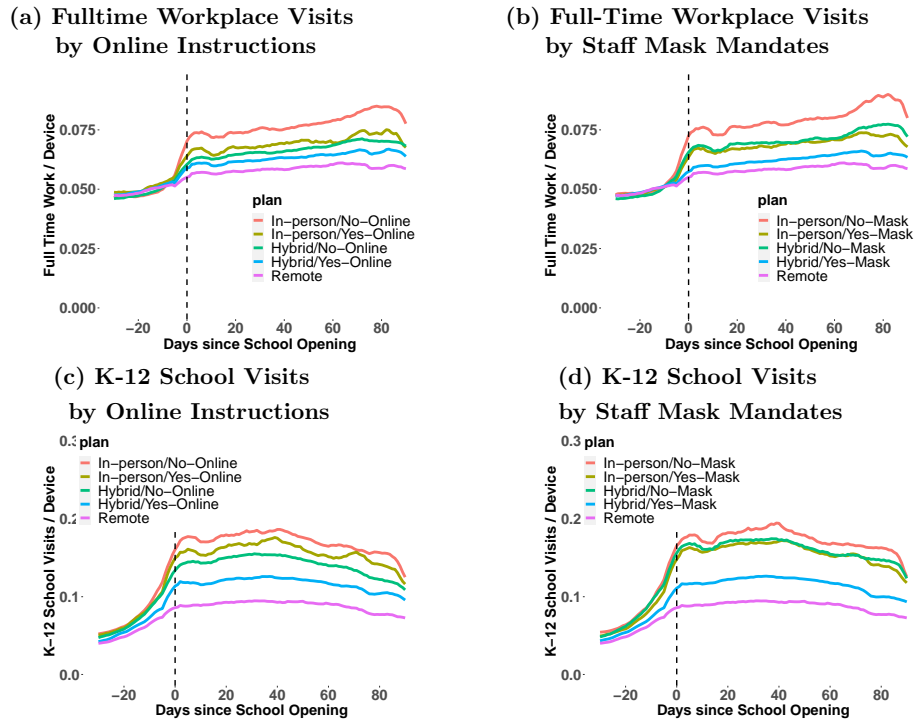 (a) Fulltime Workplace Visits
by Online Instructions
Full Time Work / Device
0.075
0.050
0.025
0.000
plan
In−person/No−Online
In−person/Yes−Online
Hybrid/No−Online
Hybrid/Yes−Online
Remote
−20 0 20 40 60 80
Days since School Opening
(b) Full-Time Workplace Visits
by Staff Mask Mandates
Full Time Work / Device
0.075
0.050
0.025
0.000
plan
In−person/No−Mask
In−person/Yes−Mask
Hybrid/No−Mask
Hybrid/Yes−Mask
Remote
−20 0 20 40 60 80
Days since School Opening
(c) K-12 School Visits
by Online Instructions
K−12 School Visits / Device
0.3
0.2
0.1
0.0
plan
In−person/No−Online
In−person/Yes−Online
Hybrid/No−Online
Hybrid/Yes−Online
Remote
−20 0 20 40 60 80
Days since School Opening
(d) K-12 School Visits
by Staff Mask Mandates
K−12 School Visits / Device
0.3
0.2
0.1
0.0
plan
In−person/No−Mask
In−person/Yes−Mask
Hybrid/No−Mask
Hybrid/Yes−Mask
Remote
−20 0 20 40 60 80
Days since School Opening